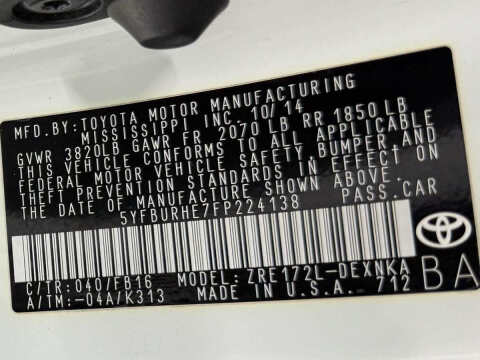 MFD. BY: TOYOTA MOTOR MANUFACTURING
MISSISSIPPI INC. 10/14
GVWR 3820LB GAWR FR 2070 LB RR 1850 LB
THIS VEHICLE CONFORMS TO ALL APPLICABLE
FEDERAL MOTOR VEHICLE SAFETY, BUMPER, AND
THEFT PREVENTION STANDARDS IN EFFECT ON
THE DATE OF MANUFACTURE SHOWN ABOVE.
5YFBURHE7FP224138 PASS.CAR
C/TR: 040/FB16 MODEL: ZRE172L-DEXNKA
A/TM:-04A/K313 MADE IN U.S.A. 712
BA